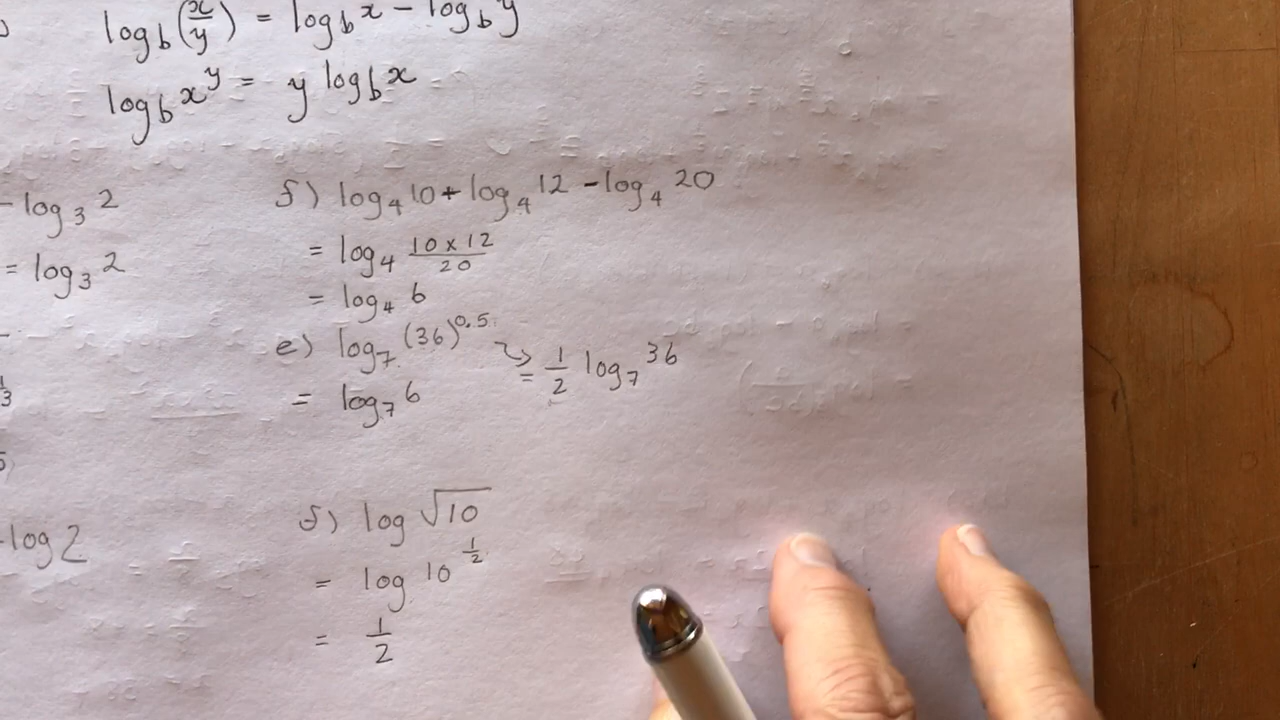 log_b(x/y) = log_b x - log_b y
log_b x^y = y log_b x
-log_3 2
= log_3 2
f) log_4 10 + log_4 12 - log_4 20
= log_4 (10 x 12)/20
= log_4 6
e) log_7 (36)^0.5 = 1/2 log_7 36
= log_7 6
-log 2
f) log √10
= log 10^(1/2)
= 1/2